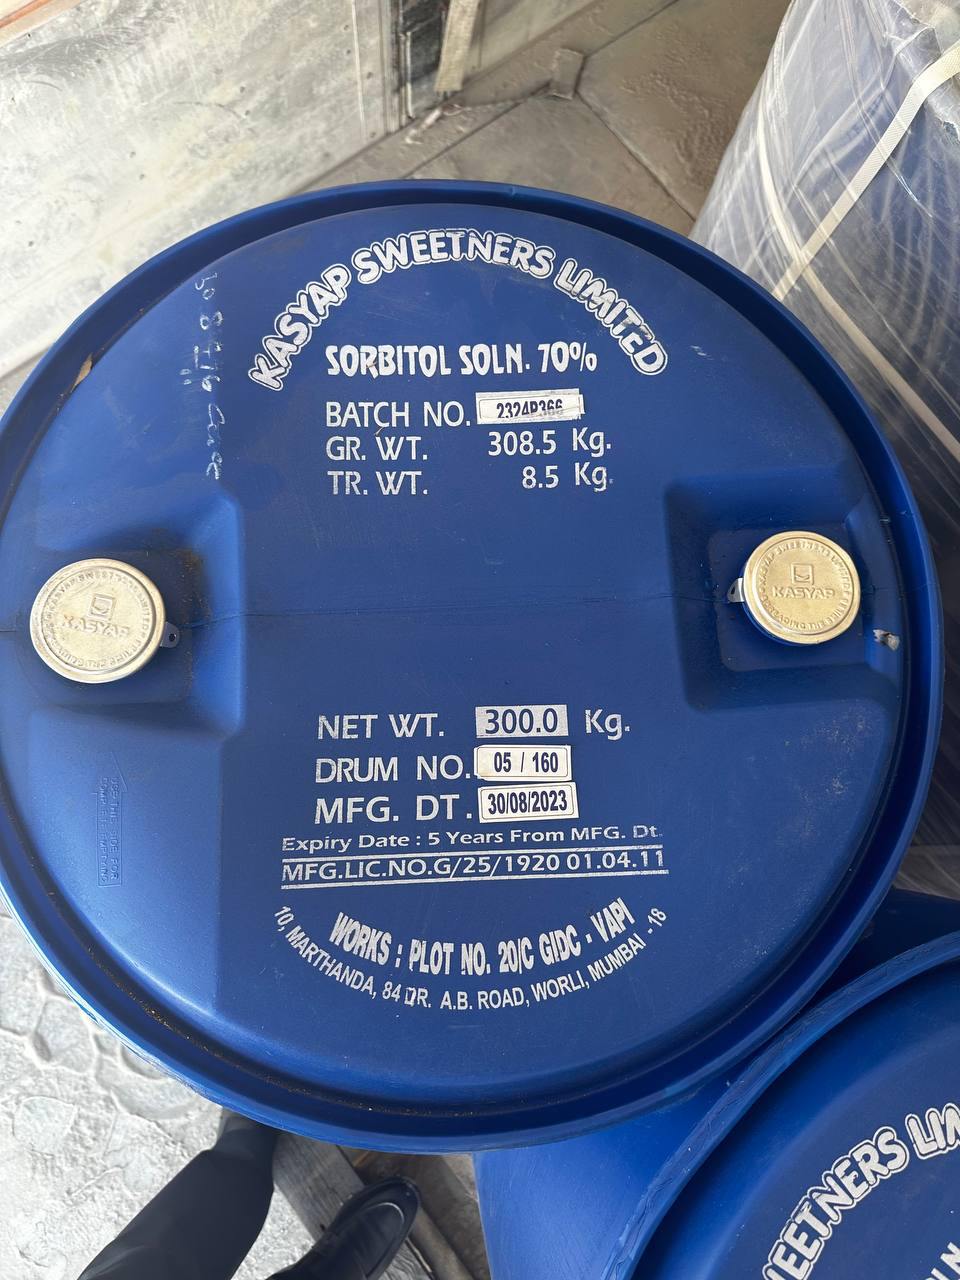 KASYAP SWEETNERS LIMITED
SORBITOL SOLN. 70%
BATCH NO. 2324P366
GR. WT. 308.5 Kg.
TR. WT. 8.5 Kg.
KASYAP
KASYAP
NET WT. 300.0 Kg.
DRUM NO. 05 / 160
MFG. DT. 30/08/2023
Expiry Date : 5 Years From MFG. Dt.
MFG.LIC.NO.G/25/1920 01.04.11
WORKS : PLOT NO. 20/C GIDC - VAPI
10, MARTHANDA, 84 DR. A.B. ROAD, WORLI, MUMBAI -18
SWEETNERS